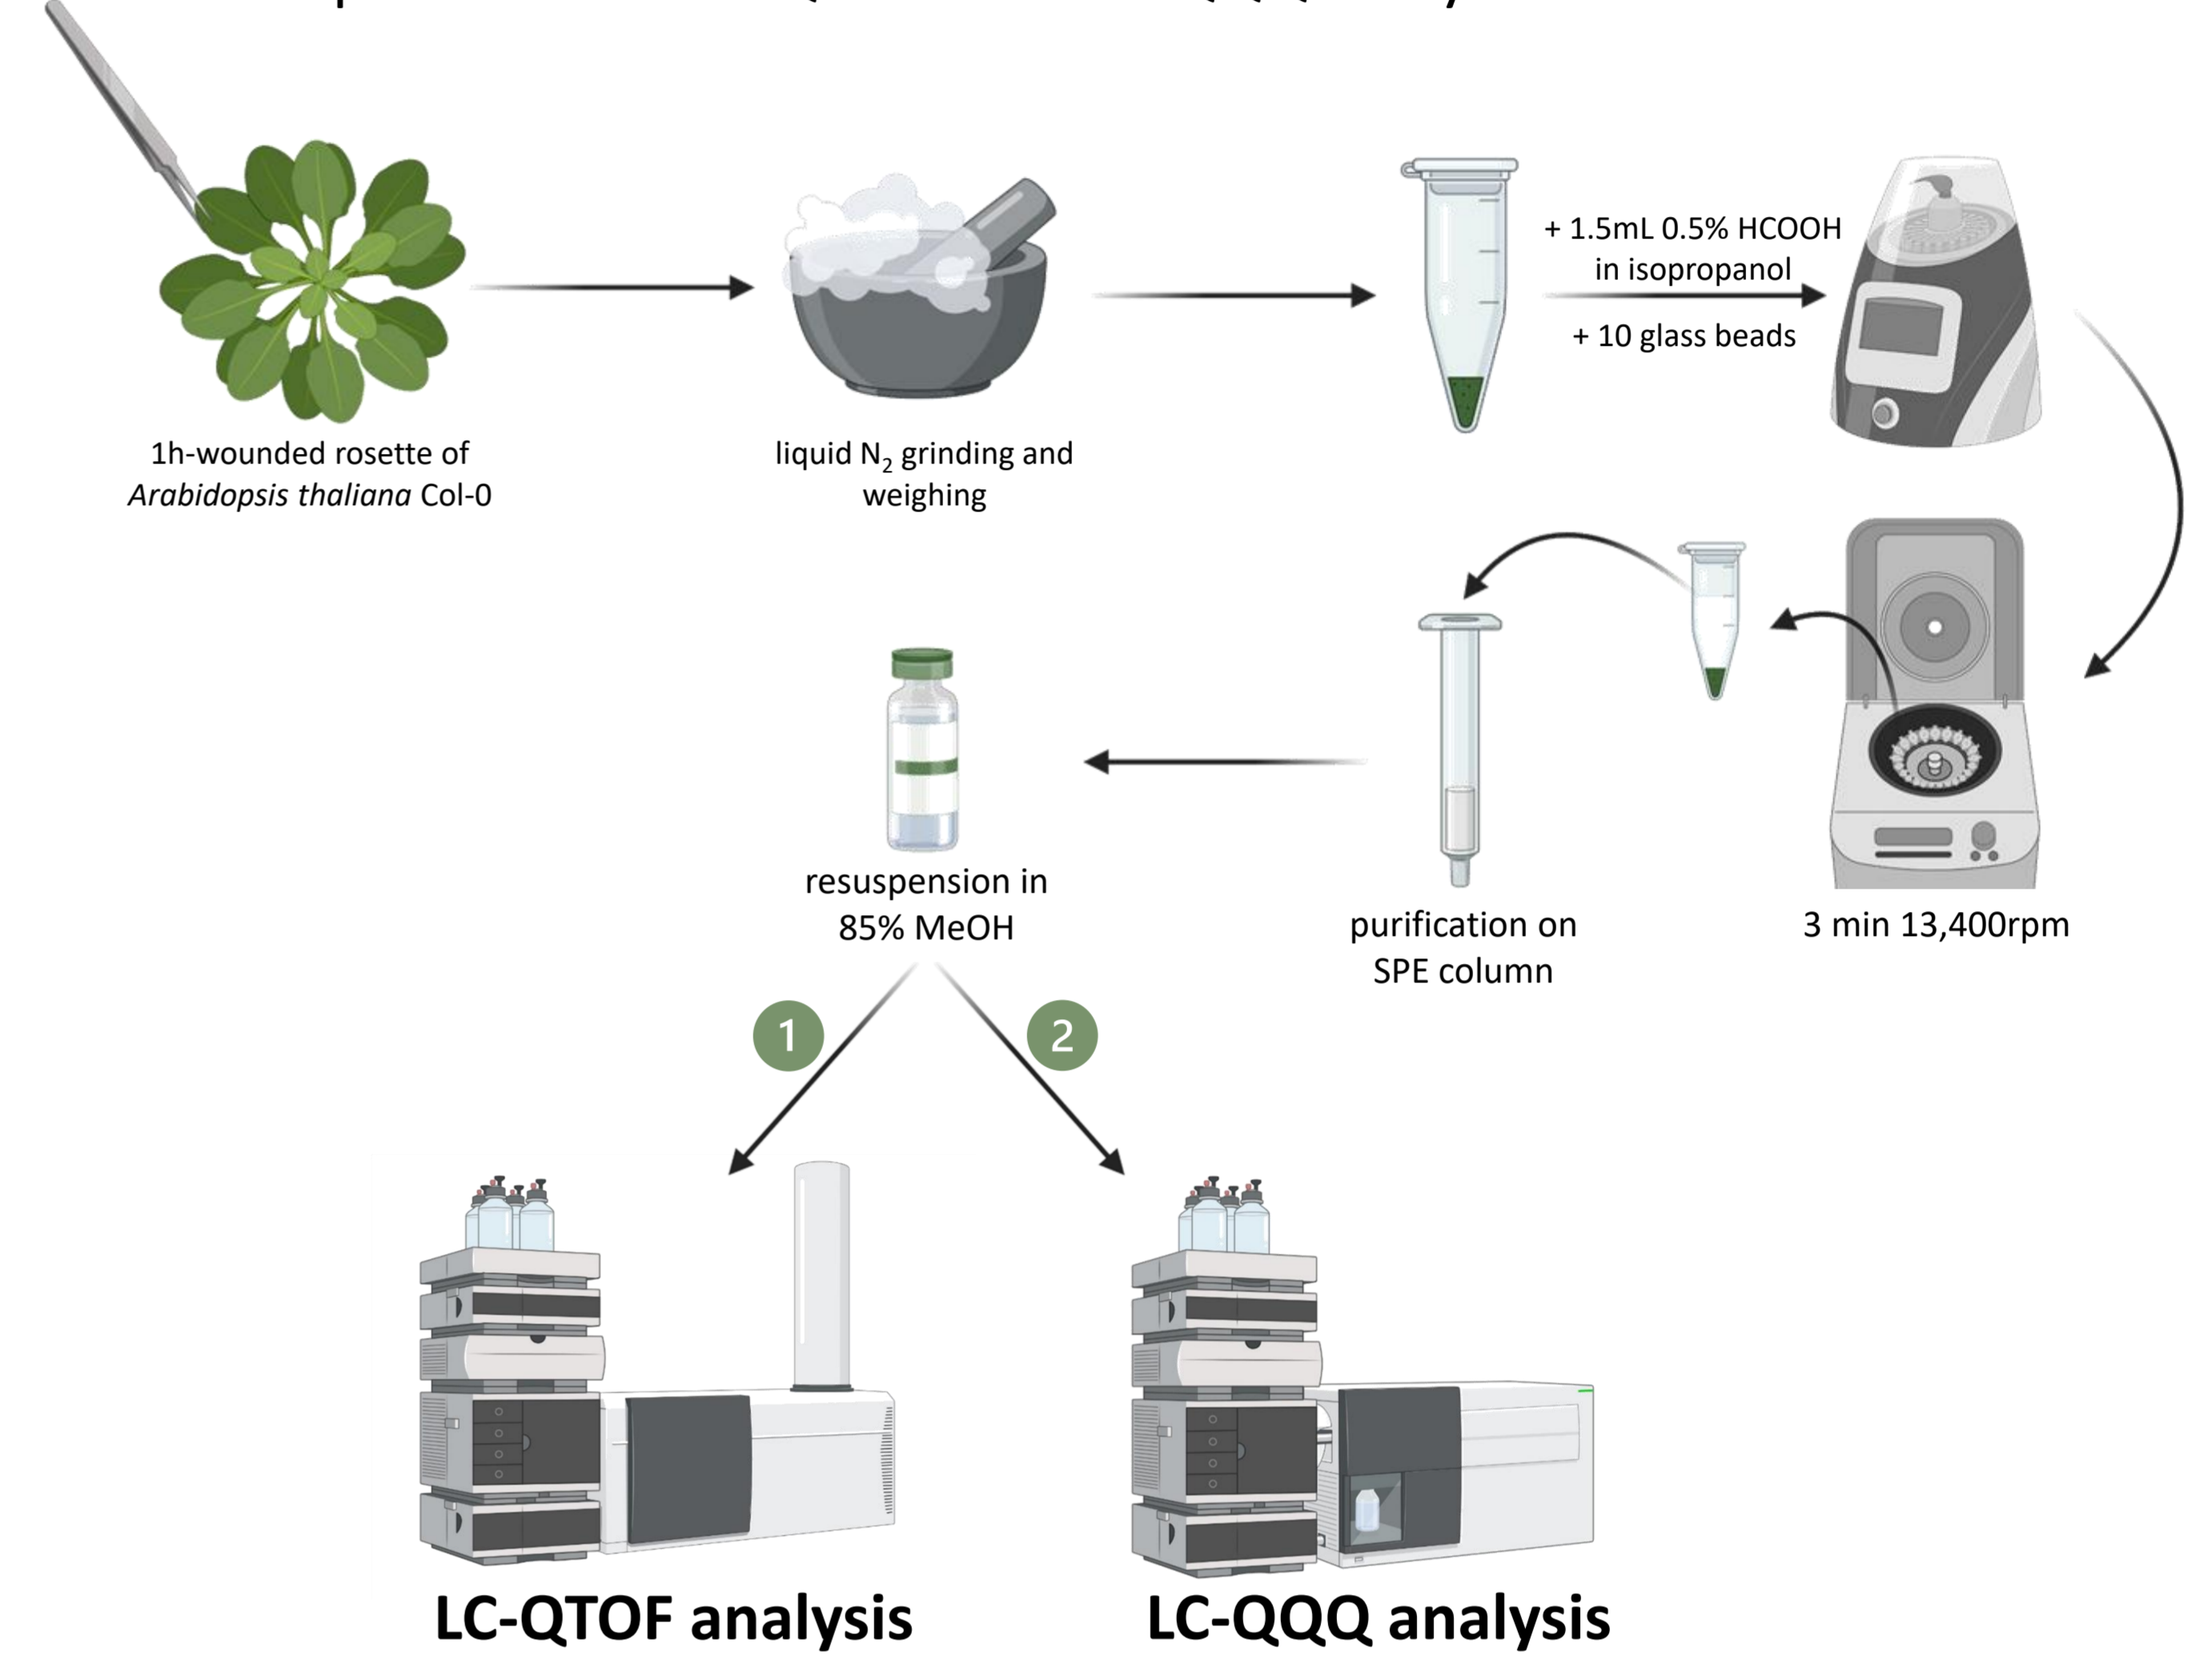 + 1.5mL 0.5% HCOOH
in isopropanol
+ 10 glass beads
1h-wounded rosette of
Arabidopsis thaliana Col-0
liquid N₂ grinding and
weighing
resuspension in
85% MeOH
purification on
SPE column
3 min 13,400rpm
1
2
LC-QTOF analysis
LC-QQQ analysis